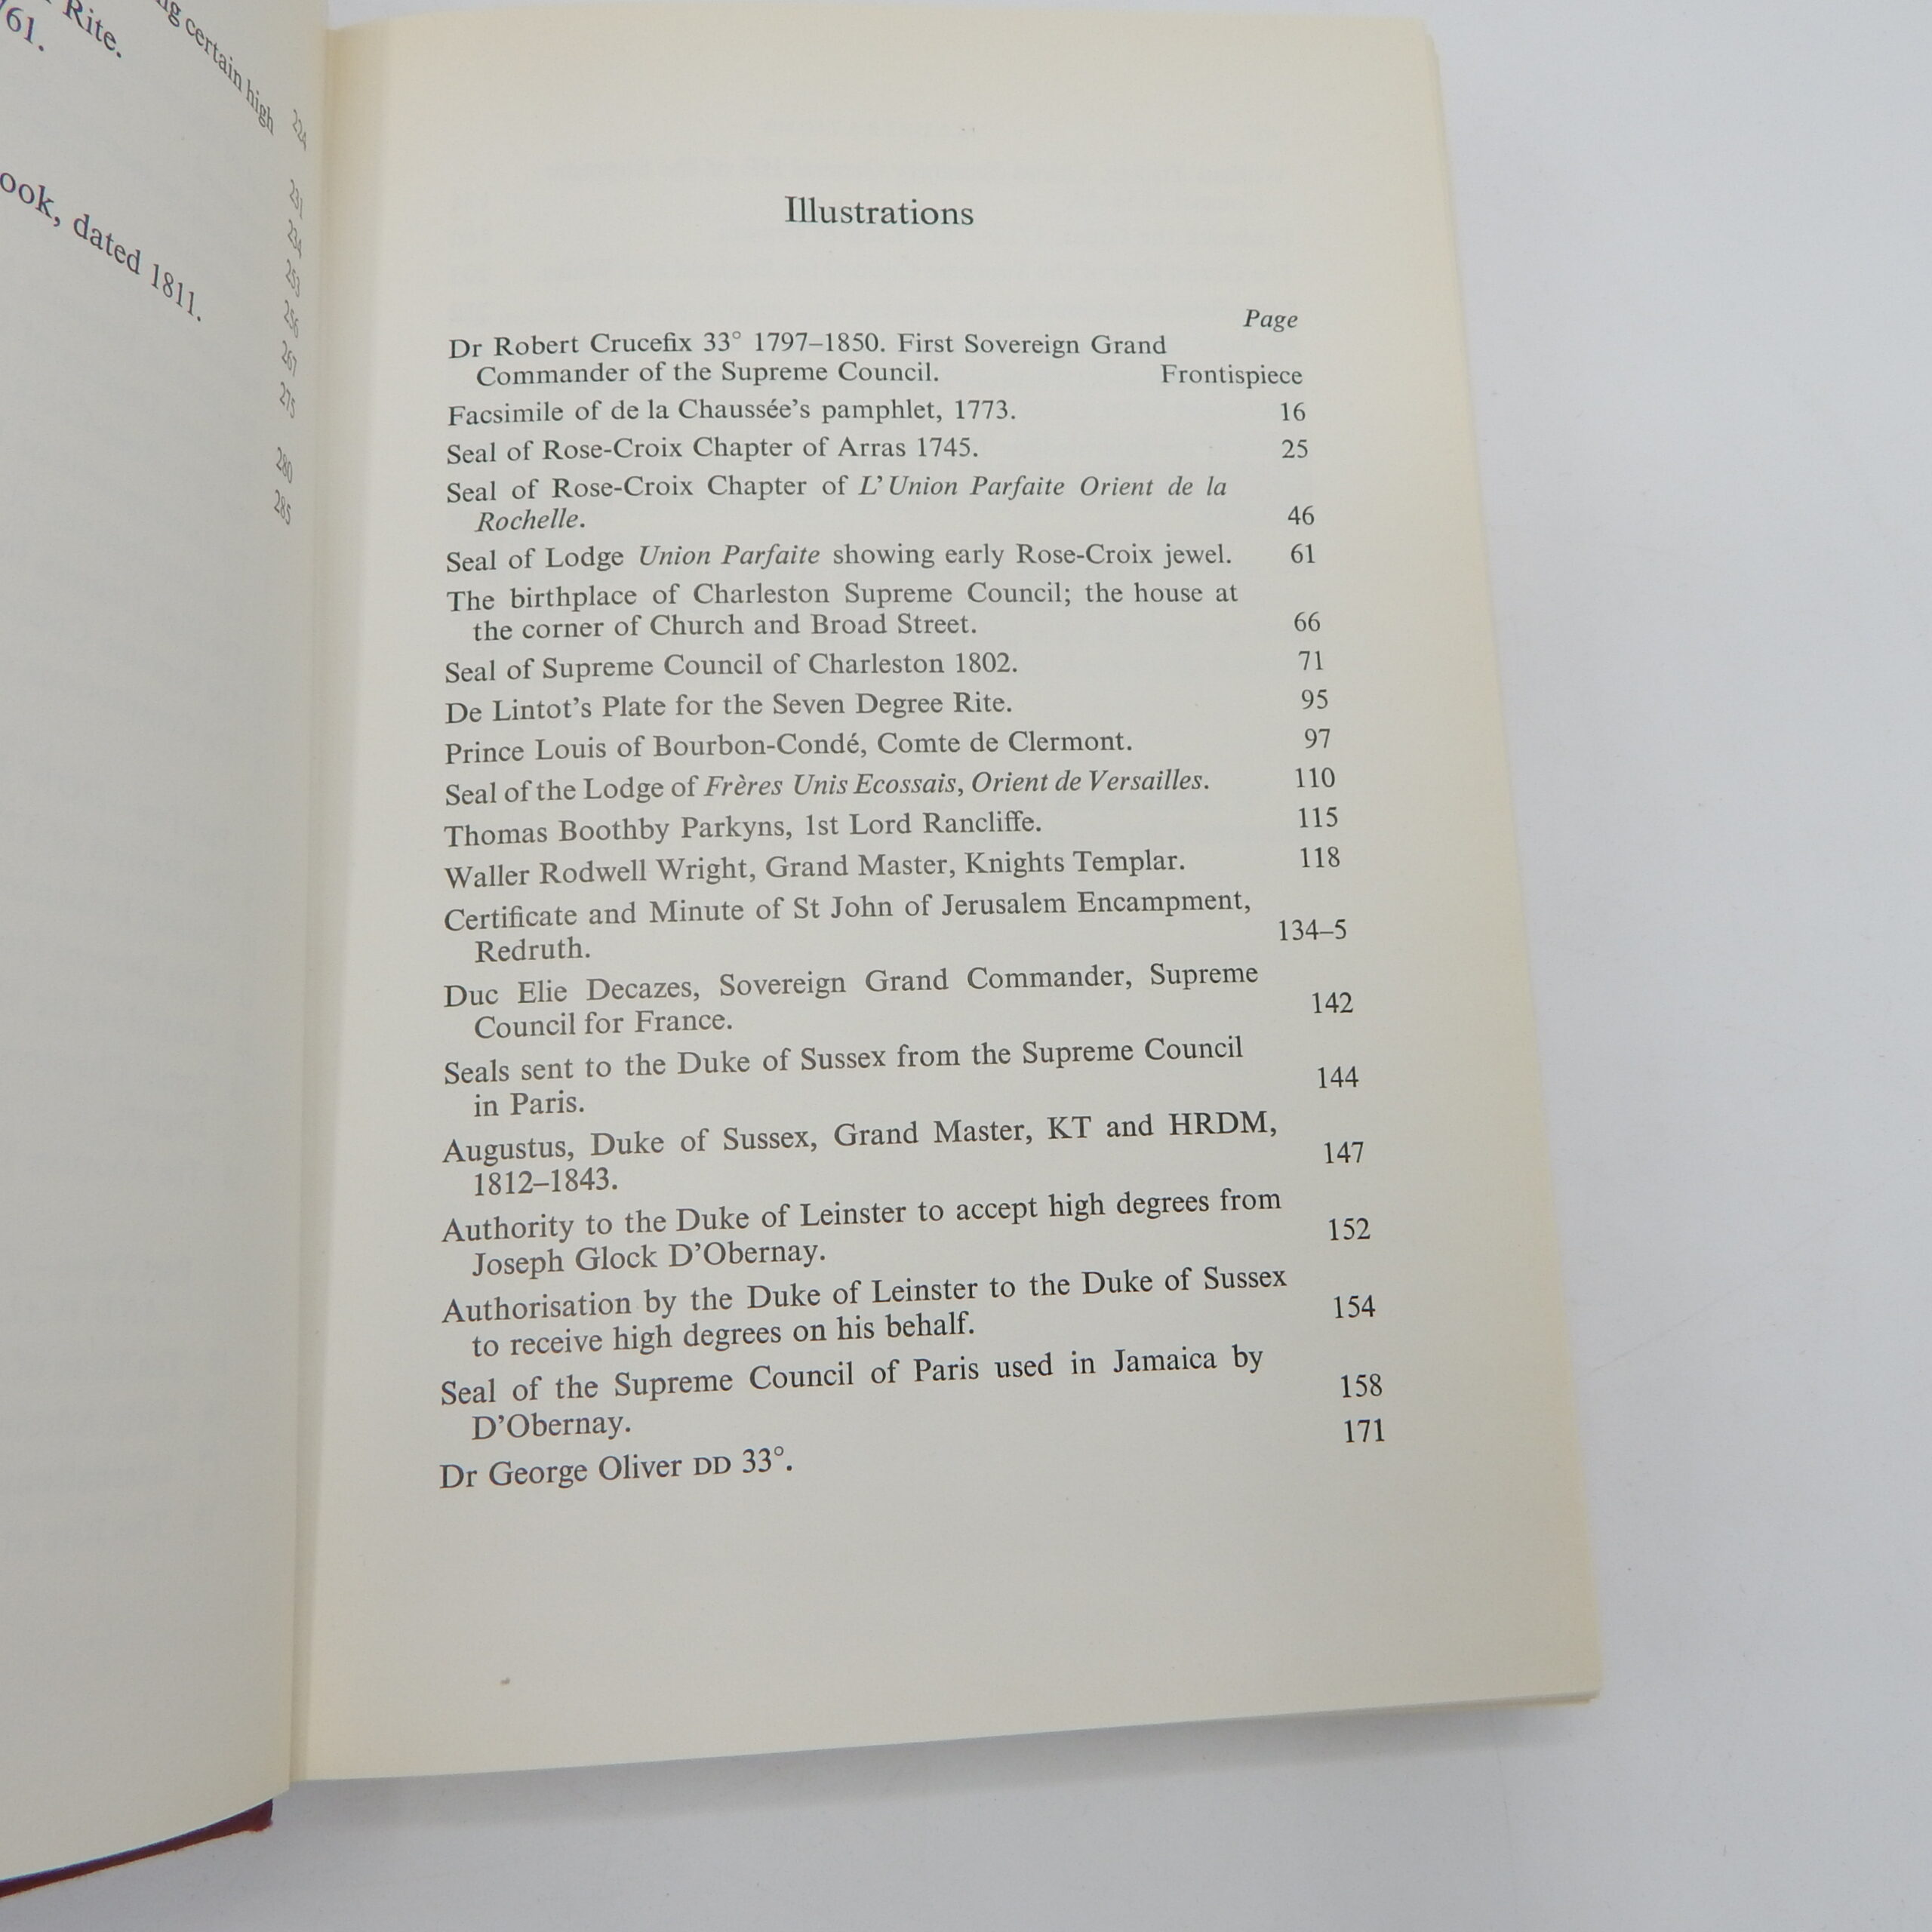 Rite.
61.
certain high
224
ook, dated 1811.
231
234
253
256
267
275
280
285
Illustrations
Page
Dr Robert Crucefix 33° 1797–1850. First Sovereign Grand
Commander of the Supreme Council. Frontispiece
Facsimile of de la Chaussée's pamphlet, 1773. 16
Seal of Rose-Croix Chapter of Arras 1745. 25
Seal of Rose-Croix Chapter of L'Union Parfaite Orient de la
Rochelle. 46
Seal of Lodge Union Parfaite showing early Rose-Croix jewel. 61
The birthplace of Charleston Supreme Council; the house at
the corner of Church and Broad Street. 66
Seal of Supreme Council of Charleston 1802. 71
De Lintot's Plate for the Seven Degree Rite. 95
Prince Louis of Bourbon-Condé, Comte de Clermont. 97
Seal of the Lodge of Frères Unis Ecossais, Orient de Versailles. 110
Thomas Boothby Parkyns, 1st Lord Rancliffe. 115
Waller Rodwell Wright, Grand Master, Knights Templar. 118
Certificate and Minute of St John of Jerusalem Encampment,
Redruth. 134–5
Duc Elie Decazes, Sovereign Grand Commander, Supreme
Council for France. 142
Seals sent to the Duke of Sussex from the Supreme Council
in Paris. 144
Augustus, Duke of Sussex, Grand Master, KT and HRDM,
1812–1843. 147
Authority to the Duke of Leinster to accept high degrees from
Joseph Glock D'Obernay. 152
Authorisation by the Duke of Leinster to the Duke of Sussex
to receive high degrees on his behalf. 154
Seal of the Supreme Council of Paris used in Jamaica by
D'Obernay. 158
Dr George Oliver DD 33°. 171